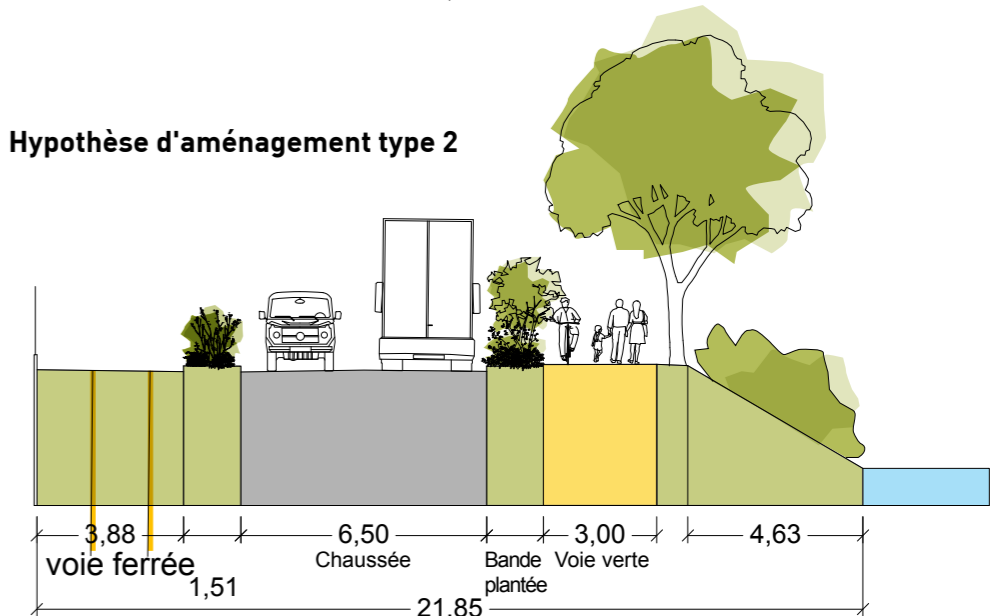 Hypothèse d'aménagement type 2
3,88
6,50
3,00
4,63
voie ferrée
Chaussée
Bande
plantée
Voie verte
1,51
21,85